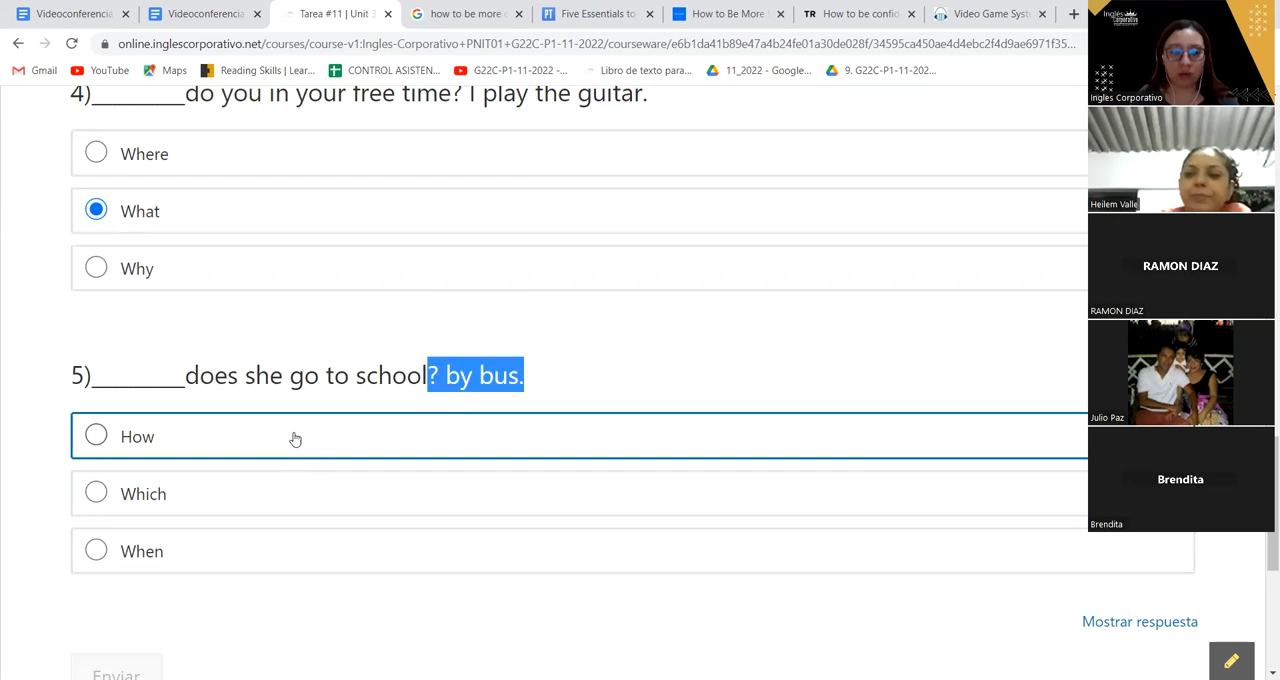 Videoconferencia
Videoconferencia
Tarea #11 | Unit 3
how to be more
Five Essentials to
How to Be More
TR How to be confid
Video Game Syst
online.inglescorporativo.net/courses/course-v1:Ingles-Corporativo+PNIT01+G22C-P1-11-2022/courseware/e6b1da41b89e47a4b24fe01a30de028f/34595ca450ae4d4ebc2f4d9ae6971f35...
Gmail
YouTube
Maps
Reading Skills | Lear...
CONTROL ASISTEN...
G22C-P1-11-2022 -...
Libro de texto para...
11_2022 - Google...
9. G22C-P1-11-202...
4)________do you in your free time? I play the guitar.
Where
What
Why
5)________does she go to school? by bus.
How
Which
When
Mostrar respuesta
Enviar
Inglés
Corporativo
Ingles Corporativo
Heilem Valle
RAMON DIAZ
RAMON DIAZ
Julio Paz
Brendita
Brendita